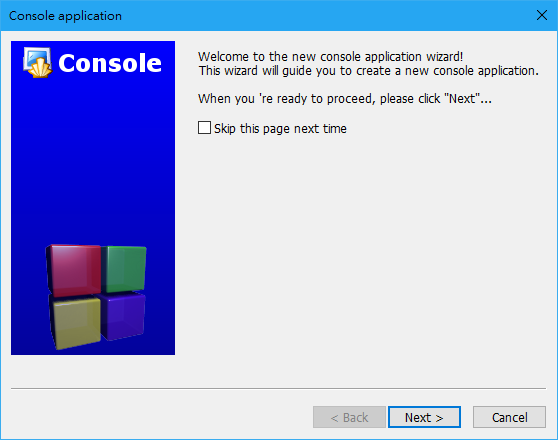 Console application
Console
Welcome to the new console application wizard!
This wizard will guide you to create a new console application.
When you 're ready to proceed, please click "Next"...
Skip this page next time
< Back
Next >
Cancel